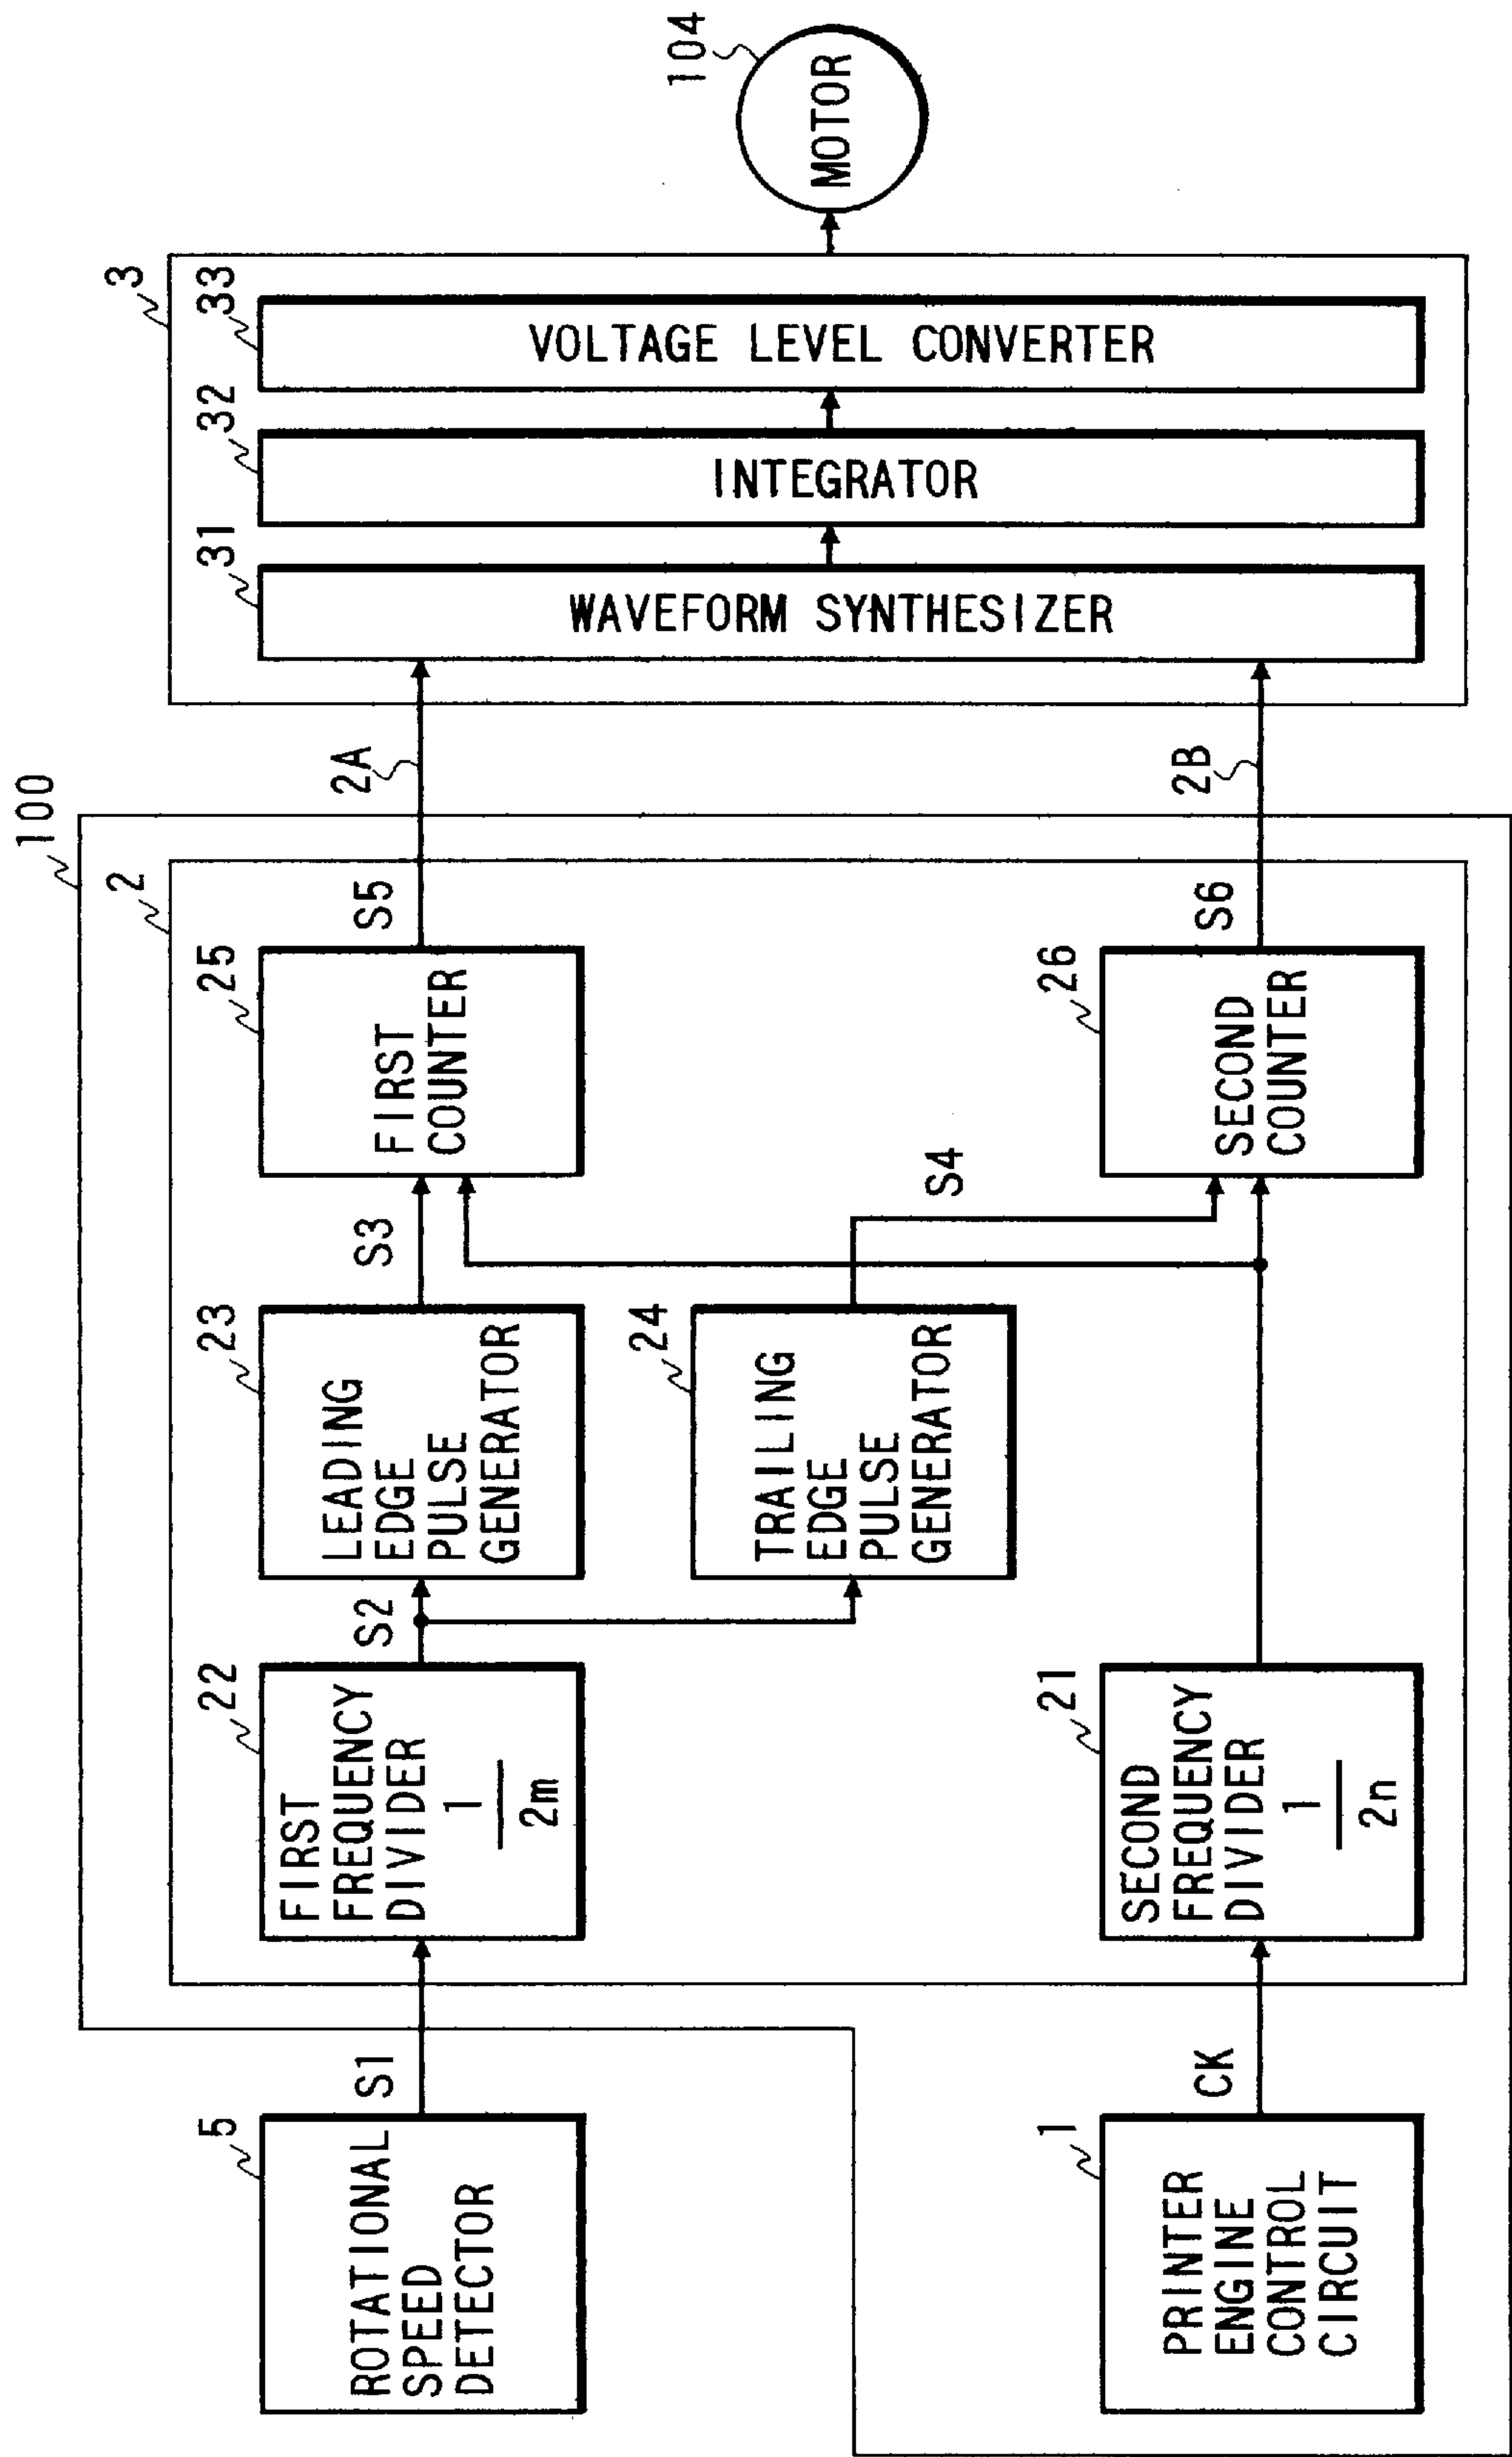 100
5
ROTATIONAL
SPEED
DETECTOR
S1
2
22
FIRST
FREQUENCY
DIVIDER
1
2m
S2
23
LEADING
EDGE
PULSE
GENERATOR
S3
25
FIRST
COUNTER
S5
2A
24
TRAILING
EDGE
PULSE
GENERATOR
S4
1
PRINTER
ENGINE
CONTROL
CIRCUIT
CK
21
SECOND
FREQUENCY
DIVIDER
1
2n
26
SECOND
COUNTER
S6
2B
3
31
WAVEFORM SYNTHESIZER
32
INTEGRATOR
33
VOLTAGE LEVEL CONVERTER
104
MOTOR